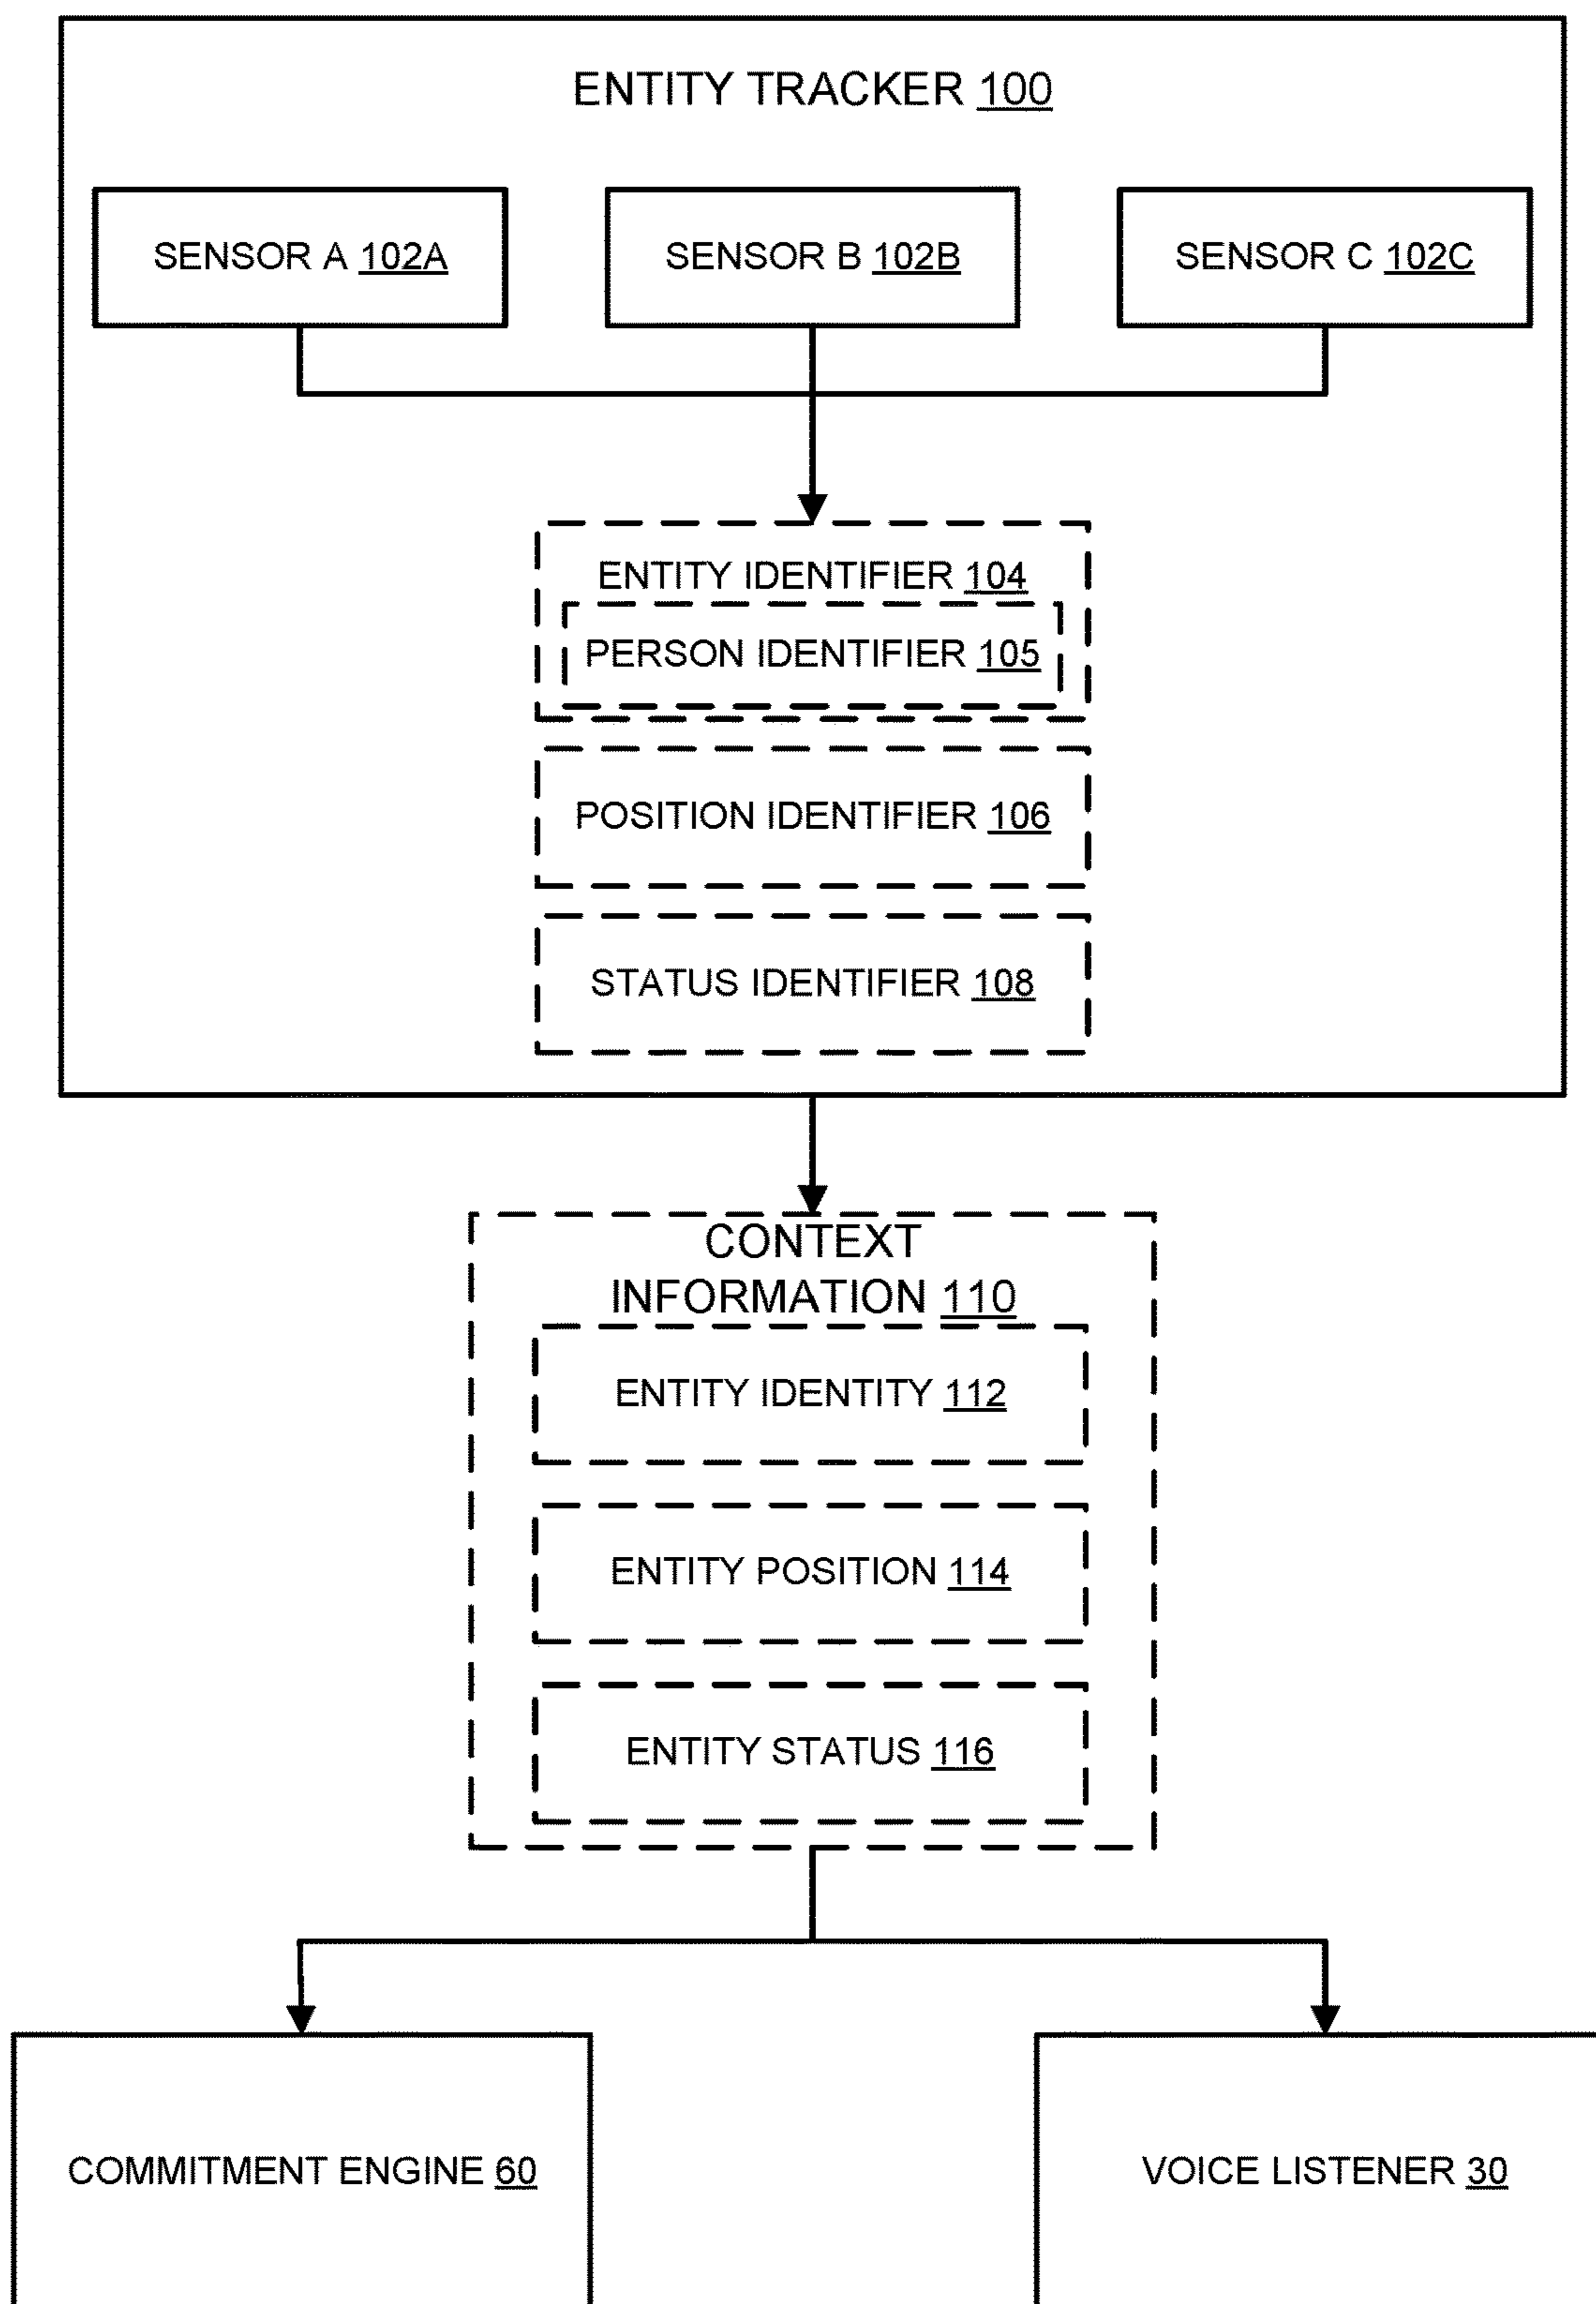 ENTITY TRACKER 100
SENSOR A 102A
SENSOR B 102B
SENSOR C 102C
ENTITY IDENTIFIER 104
PERSON IDENTIFIER 105
POSITION IDENTIFIER 106
STATUS IDENTIFIER 108
CONTEXT
INFORMATION 110
ENTITY IDENTITY 112
ENTITY POSITION 114
ENTITY STATUS 116
COMMITMENT ENGINE 60
VOICE LISTENER 30